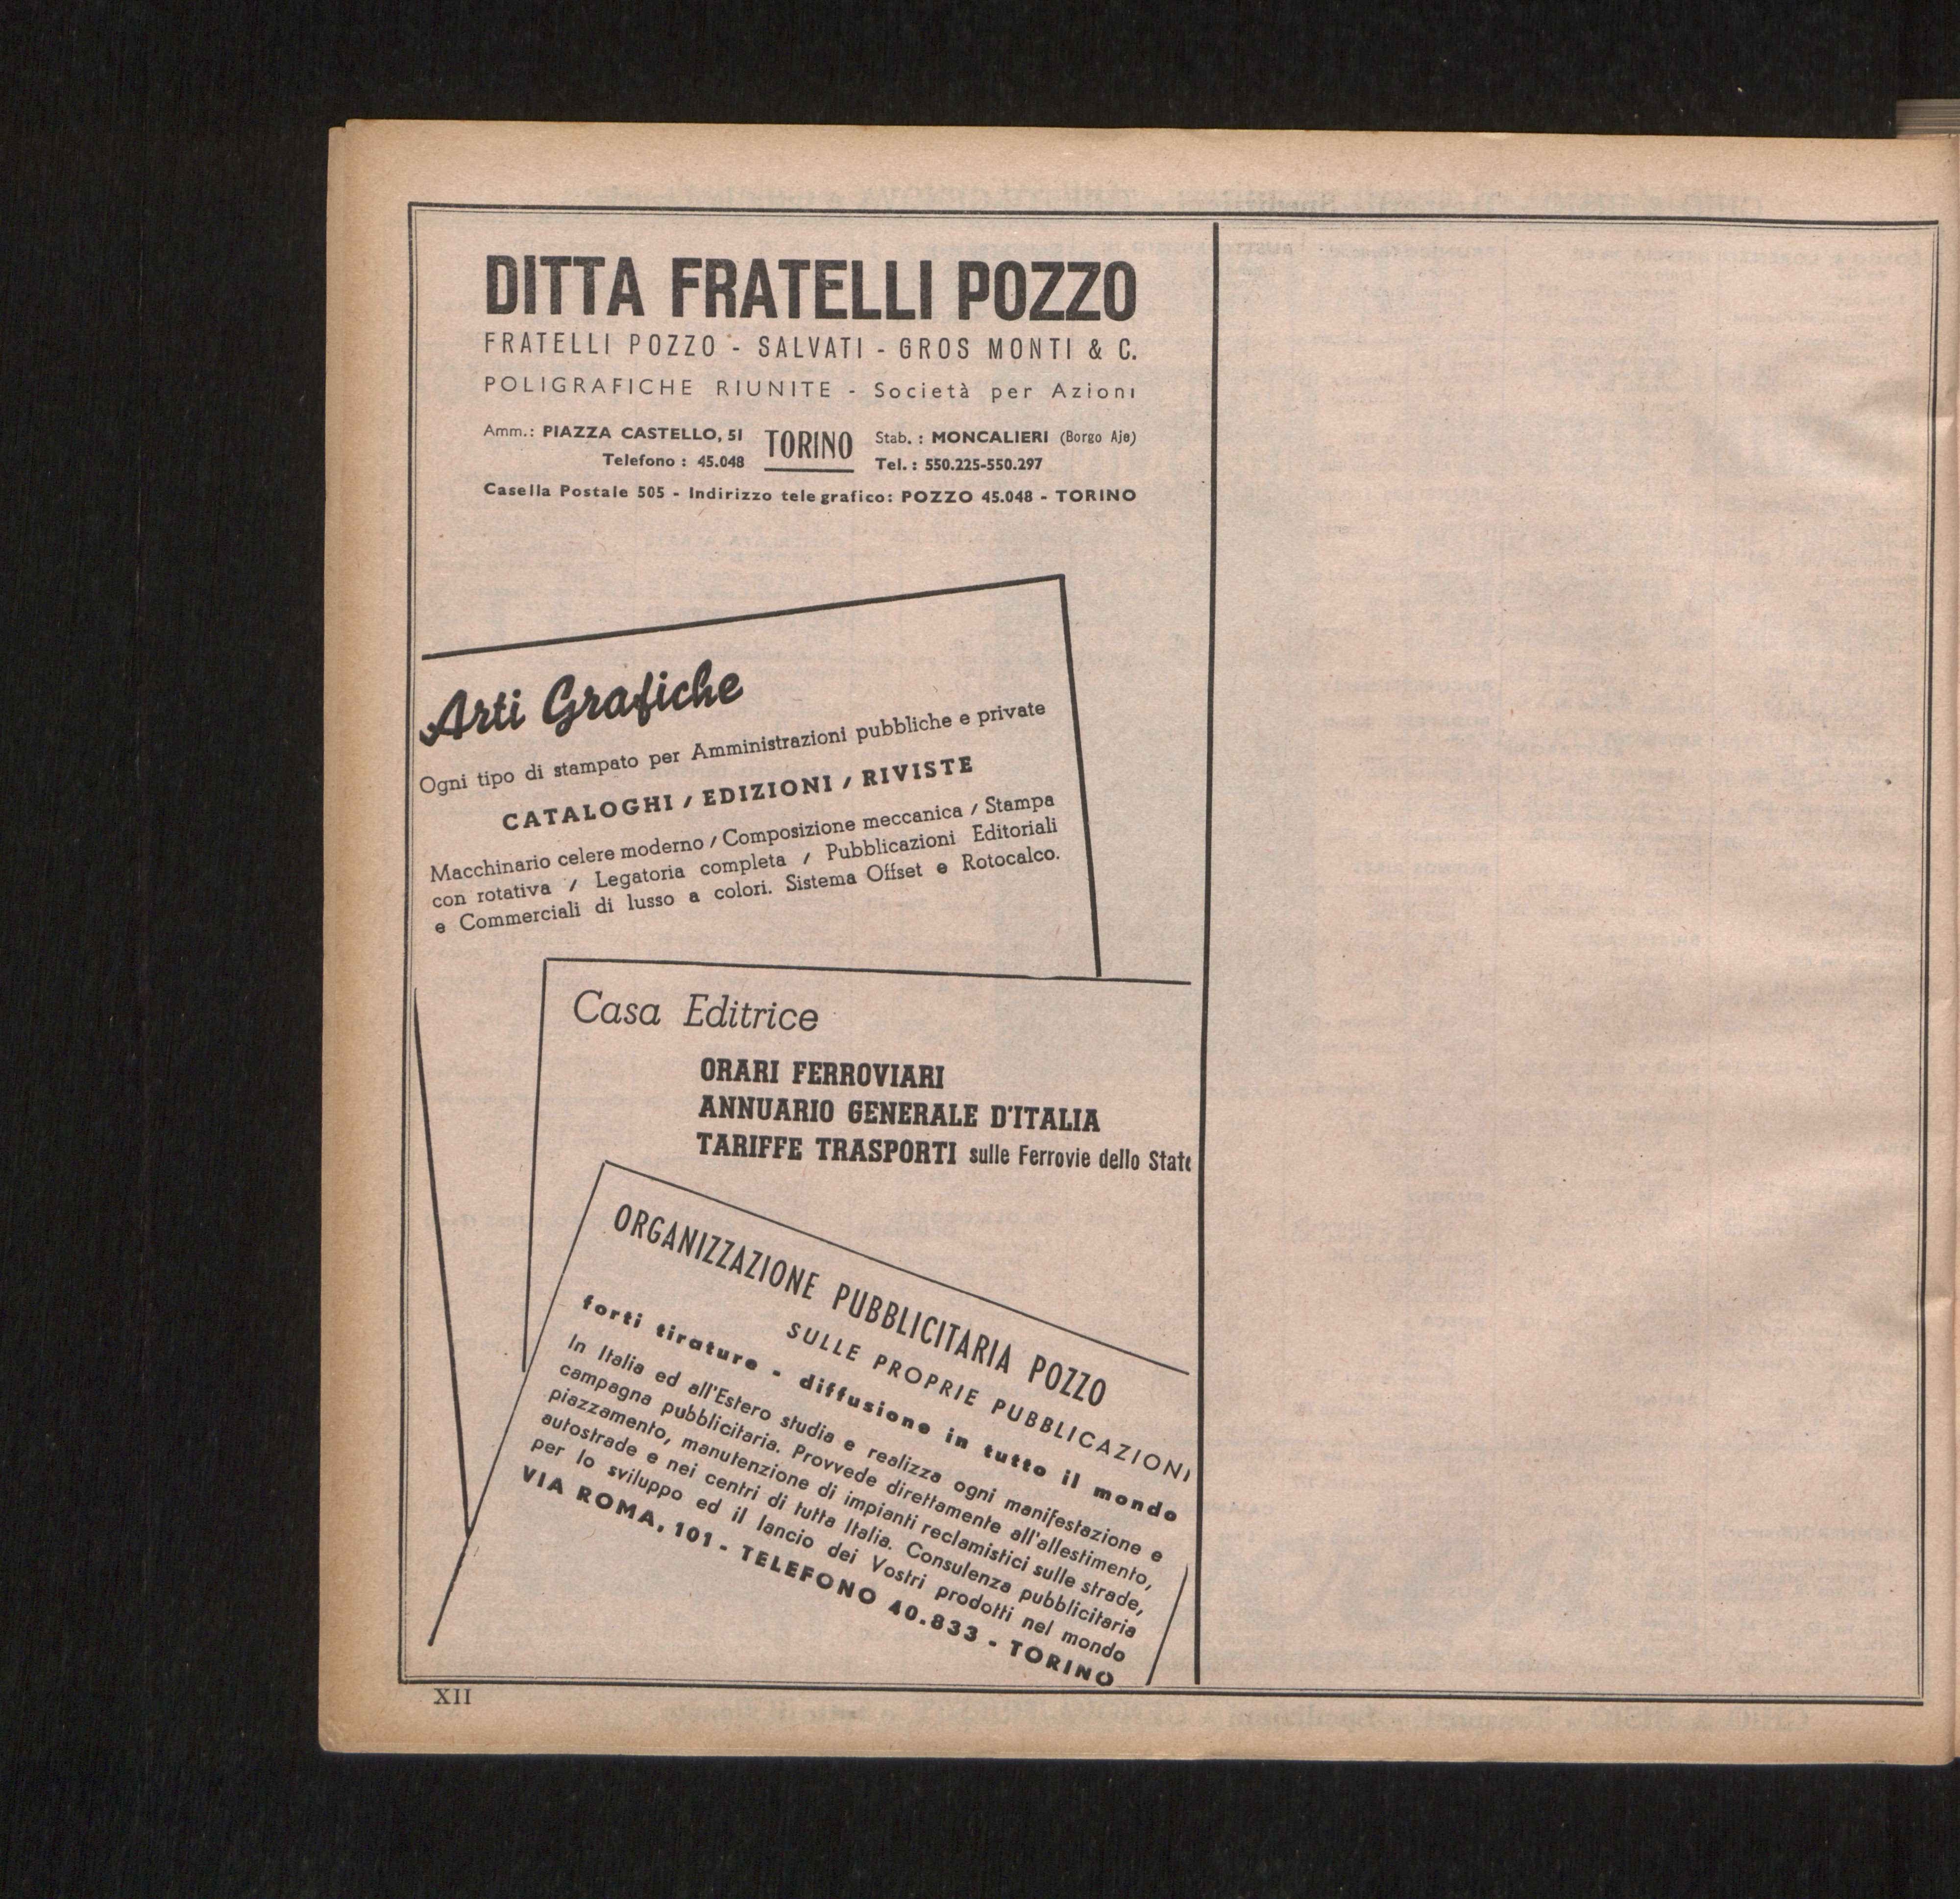 DITTA FRATELLI POZZO
FRATELLI POZZO - SALVATI - GROS MONTI & C.
POLIGRAFICHE RIUNITE - Società per Azioni
Amm.: PIAZZA CASTELLO, 51
Telefono : 45.048
TORINO
Stab. : MONCALIERI (Borgo Aje)
Tel. : 550.225-550.297
Casella Postale 505 - Indirizzo telegrafico: POZZO 45.048 - TORINO
Arti Grafiche
Ogni tipo di stampato per Amministrazioni pubbliche e private
CATALOGHI / EDIZIONI / RIVISTE
Macchinario celere moderno / Composizione meccanica / Stampa
con rotativa / Legatoria completa / Pubblicazioni Editoriali
e Commerciali di lusso a colori. Sistema Offset e Rotocalco.
Casa Editrice
ORARI FERROVIARI
ANNUARIO GENERALE D'ITALIA
TARIFFE TRASPORTI sulle Ferrovie dello Stato
ORGANIZZAZIONE PUBBLICITARIA POZZO
SULLE PROPRIE PUBBLICAZIONI
forti tirature - diffusione in tutto il mondo
In Italia ed all'Estero studia e realizza ogni manifestazione e
campagna pubblicitaria. Provvede direttamente all'allestimento,
piazzamento, manutenzione di impianti reclamistici sulle strade,
autostrade e nei centri di tutta Italia. Consulenza pubblicitaria
per lo sviluppo ed il lancio dei Vostri prodotti nel mondo
VIA ROMA, 101 - TELEFONO 40.833 - TORINO
XII